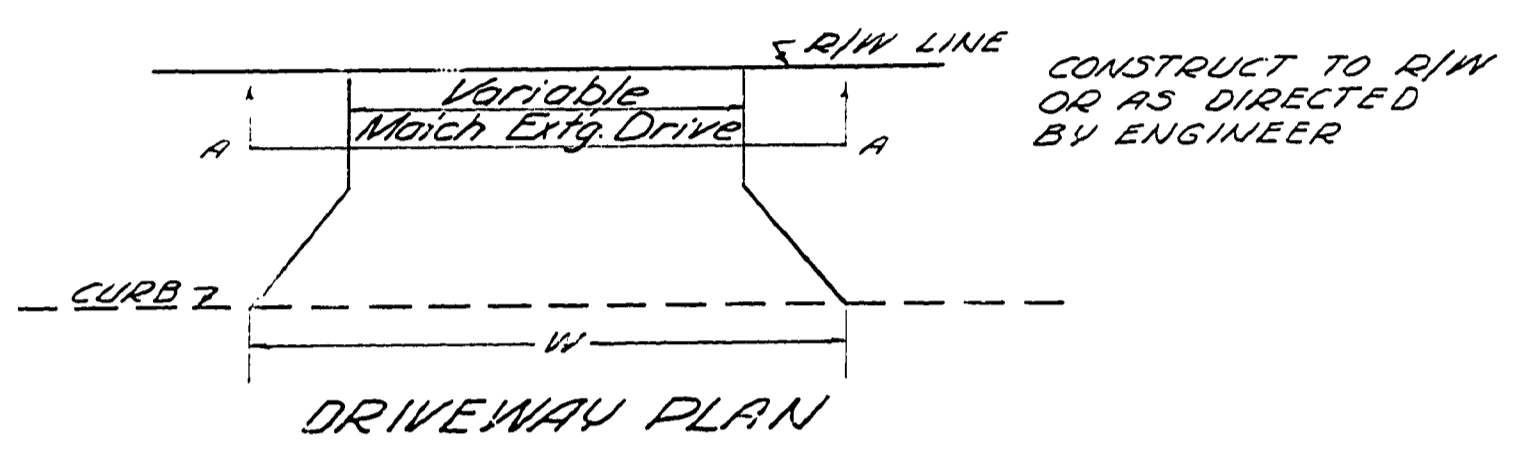 R/W LINE
CONSTRUCT TO R/W
OR AS DIRECTED
BY ENGINEER
Variable
Match Extg. Drive
A
A
CURB
W
DRIVEWAY PLAN